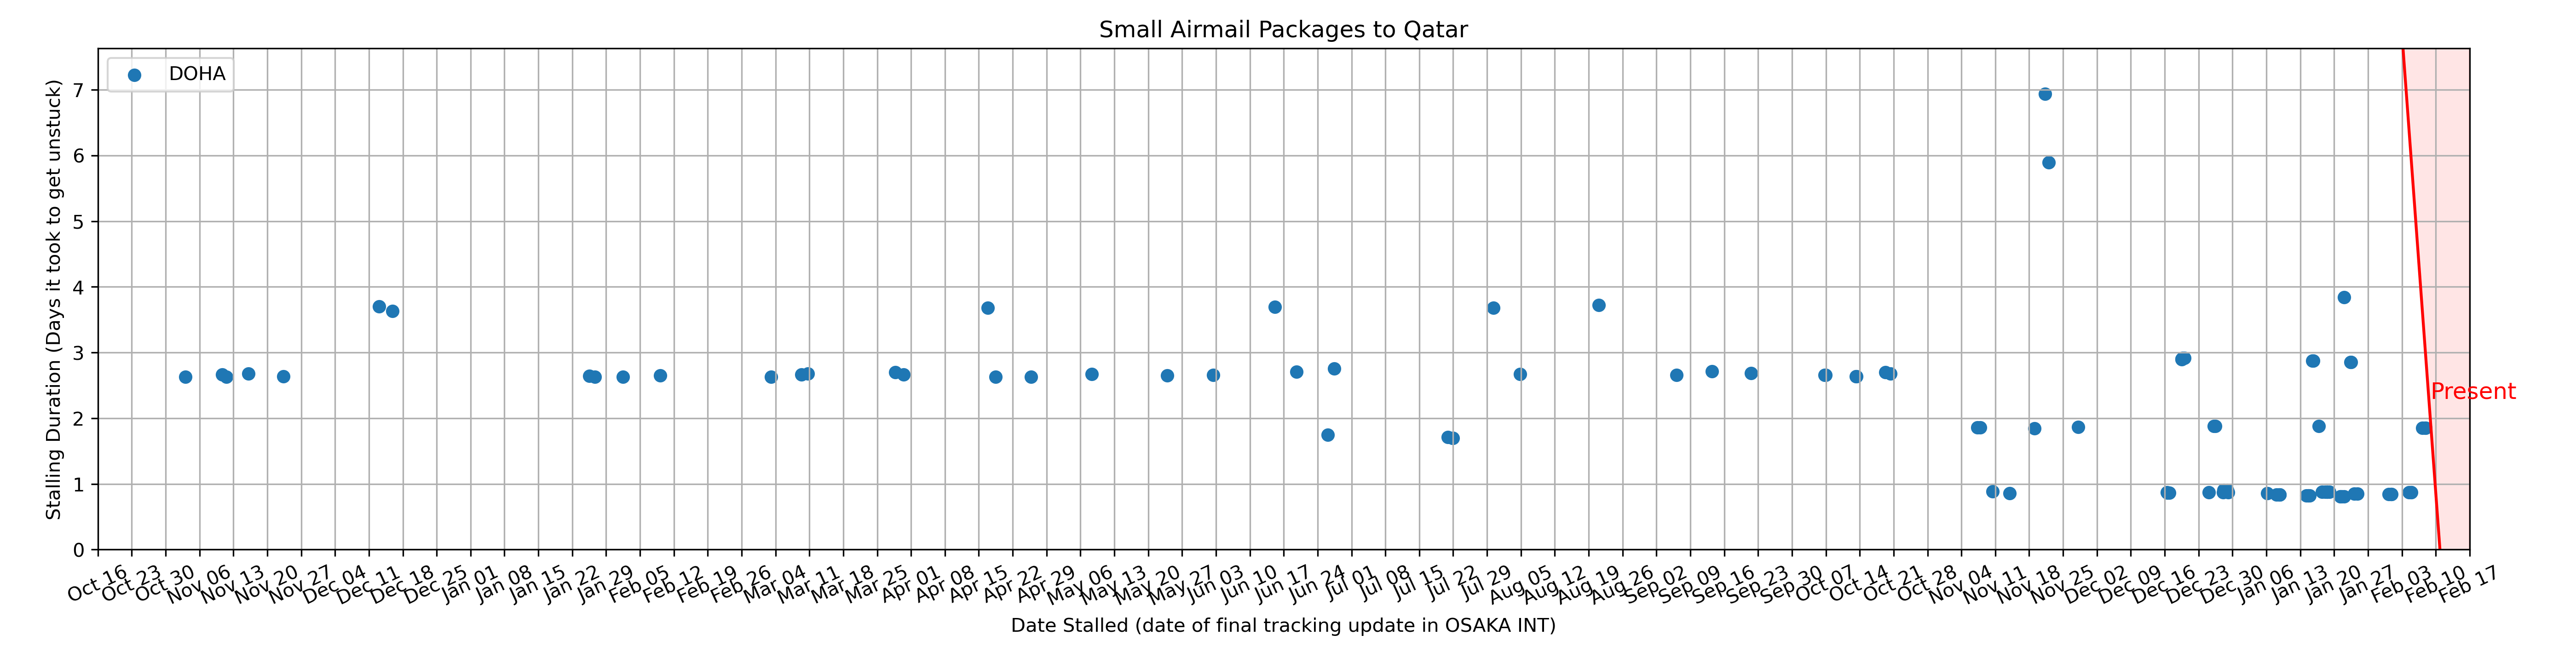 Small Airmail Packages to Qatar
DOHA
Stalling Duration (Days it took to get unstuck)
7
6
5
4
3
2
1
0
Present
Oct 16
Oct 23
Oct 30
Nov 06
Nov 13
Nov 20
Nov 27
Dec 04
Dec 11
Dec 18
Dec 25
Jan 01
Jan 08
Jan 15
Jan 22
Jan 29
Feb 05
Feb 12
Feb 19
Feb 26
Mar 04
Mar 11
Mar 18
Mar 25
Apr 01
Apr 08
Apr 15
Apr 22
Apr 29
May 06
May 13
May 20
May 27
Jun 03
Jun 10
Jun 17
Jun 24
Jul 01
Jul 08
Jul 15
Jul 22
Jul 29
Aug 05
Aug 12
Aug 19
Aug 26
Sep 02
Sep 09
Sep 16
Sep 23
Sep 30
Oct 07
Oct 14
Oct 21
Oct 28
Nov 04
Nov 11
Nov 18
Nov 25
Dec 02
Dec 09
Dec 16
Dec 23
Dec 30
Jan 06
Jan 13
Jan 20
Jan 27
Feb 03
Feb 10
Feb 17
Date Stalled (date of final tracking update in OSAKA INT)